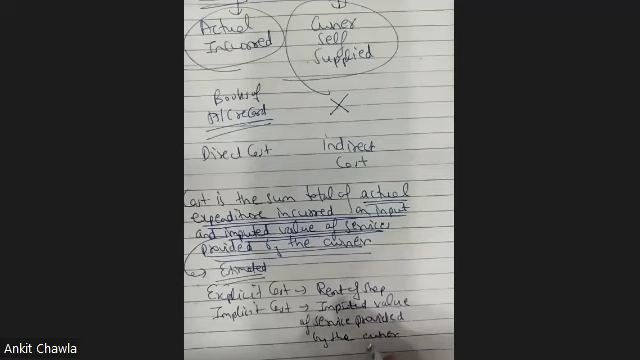 Actual
Incurred
Owner
Self
Supplied
Books of
A/C record
X
Direct Cost
Indirect
Cost
Cost is the sum total of actual
expenditure incurred on input
and imputed value of services
provided by the owner
Estimated
Explicit Cost → Rent of Shop
Implicit Cost → Imputed value
of service provided
by the owner
Ankit Chawla